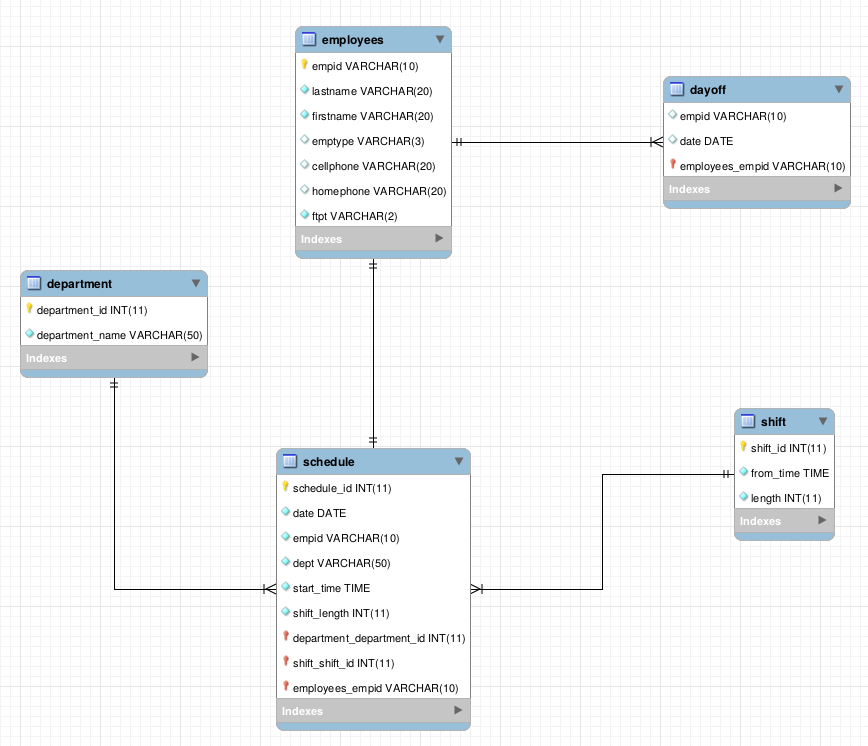 employees
empid VARCHAR(10)
lastname VARCHAR(20)
firstname VARCHAR(20)
emptype VARCHAR(3)
cellphone VARCHAR(20)
homephone VARCHAR(20)
ftpt VARCHAR(2)
Indexes
dayoff
empid VARCHAR(10)
date DATE
employees_empid VARCHAR(10)
Indexes
department
department_id INT(11)
department_name VARCHAR(50)
Indexes
schedule
schedule_id INT(11)
date DATE
empid VARCHAR(10)
dept VARCHAR(50)
start_time TIME
shift_length INT(11)
department_department_id INT(11)
shift_shift_id INT(11)
employees_empid VARCHAR(10)
Indexes
shift
shift_id INT(11)
from_time TIME
length INT(11)
Indexes